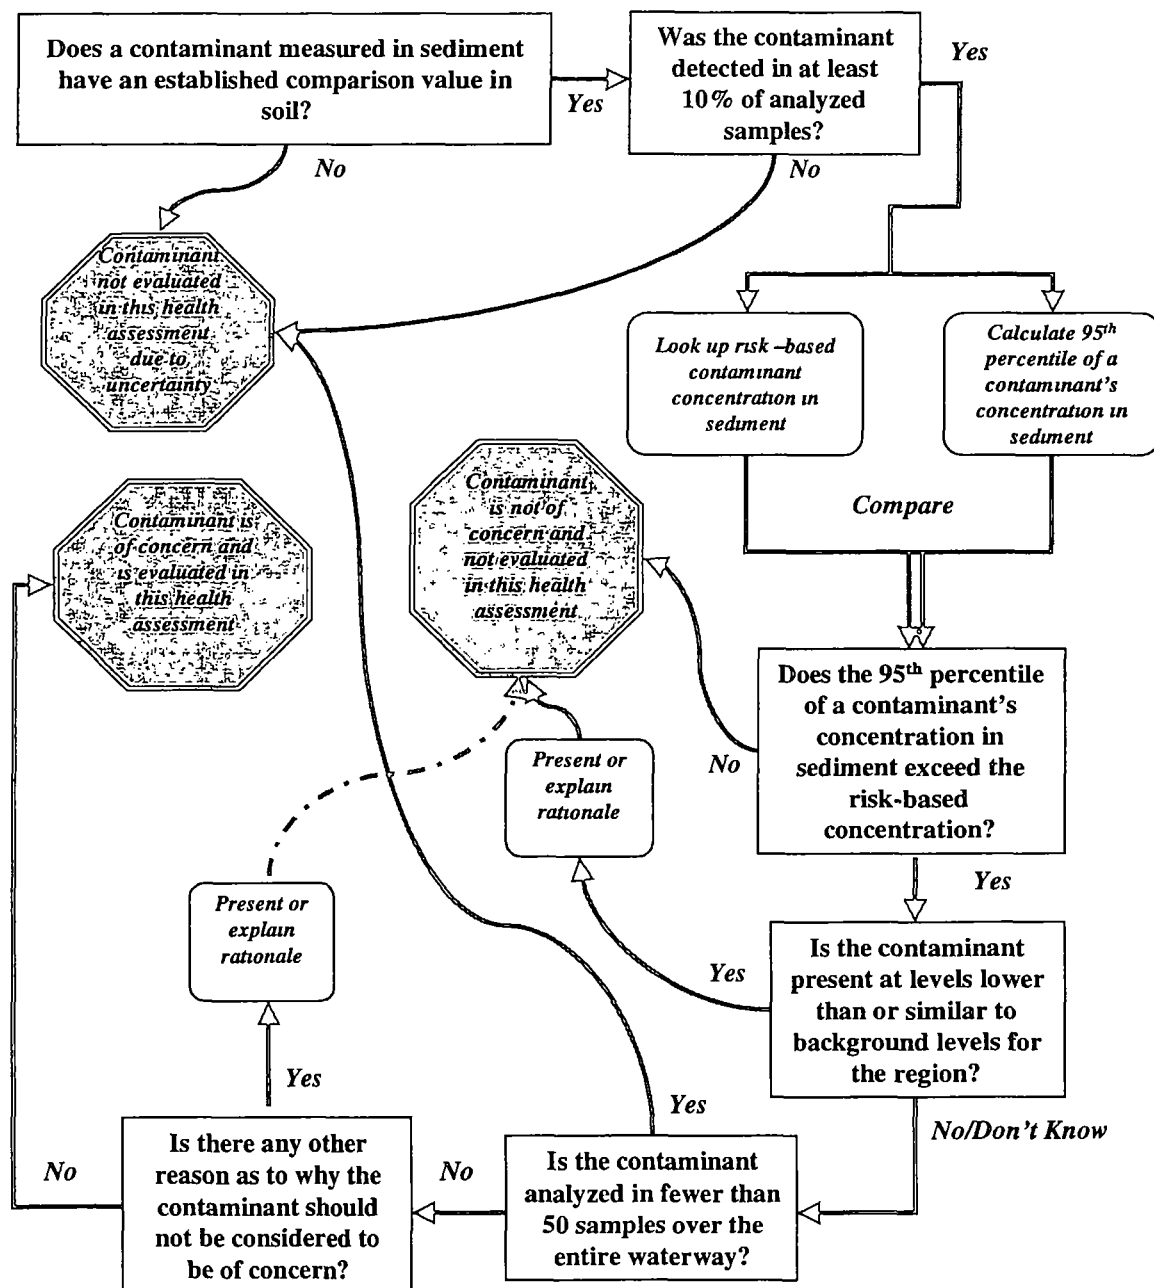 Does a contaminant measured in sediment
have an established comparison value in
soil?
Yes
Was the contaminant
detected in at least
10% of analyzed
samples?
Yes
No
No
Contaminant
not evaluated
in this health
assessment
due to
uncertainty
Look up risk –based
contaminant
concentration in
sediment
Calculate 95th
percentile of a
contaminant's
concentration in
sediment
Compare
Contaminant
is not of
concern and
not evaluated
in this health
assessment
Contaminant is
of concern and
is evaluated in
this health
assessment
Does the 95th percentile
of a contaminant's
concentration in
sediment exceed the
risk-based
concentration?
No
Yes
Present or
explain
rationale
Present or
explain
rationale
Is the contaminant
present at levels lower
than or similar to
background levels for
the region?
Yes
No/Don't Know
Yes
Yes
Is the contaminant
analyzed in fewer than
50 samples over the
entire waterway?
No
Is there any other
reason as to why the
contaminant should
not be considered to
be of concern?
No